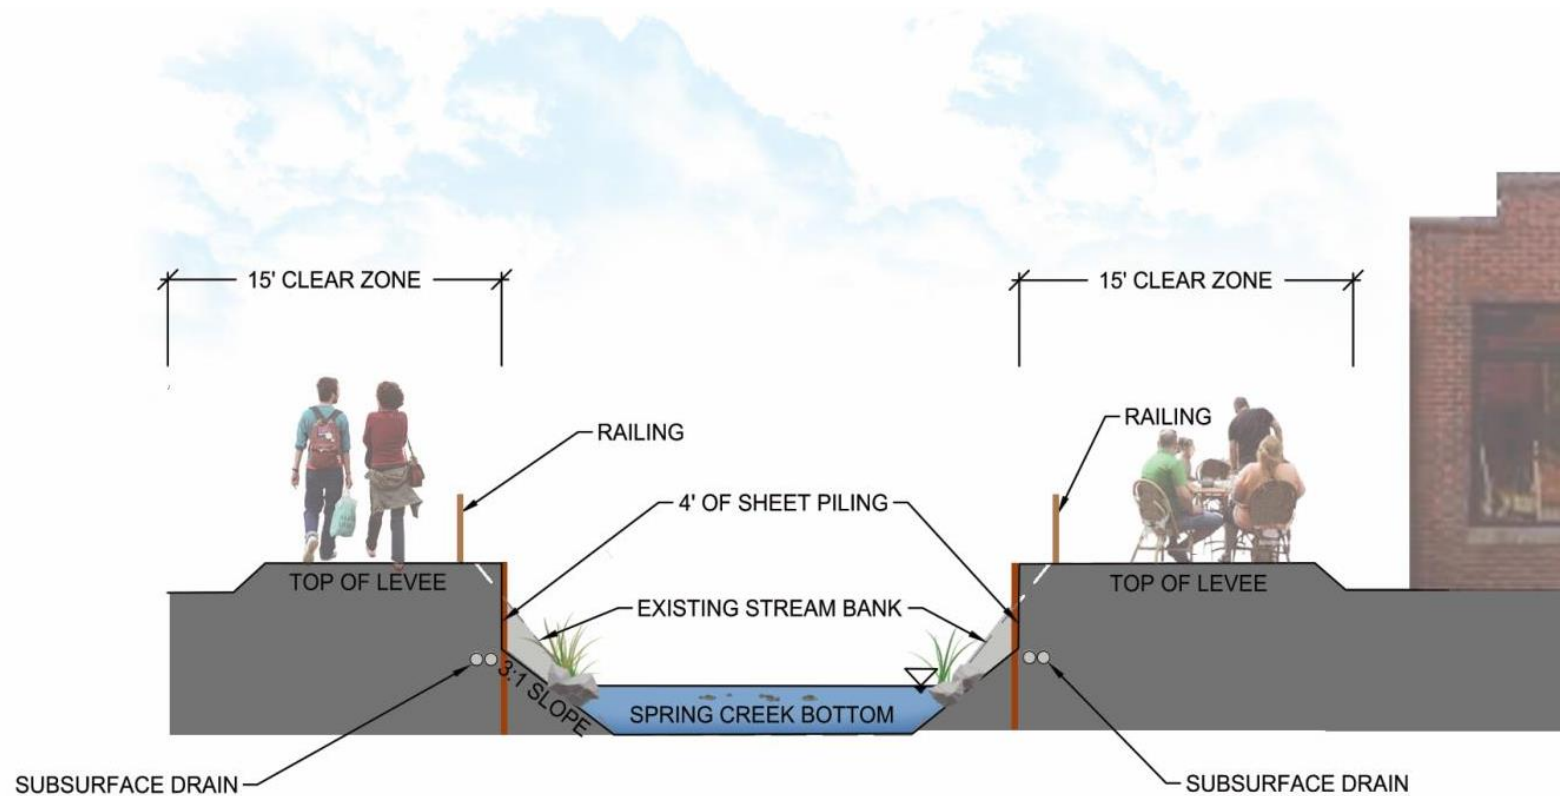 15' CLEAR ZONE
15' CLEAR ZONE
RAILING
RAILING
4' OF SHEET PILING
TOP OF LEVEE
TOP OF LEVEE
EXISTING STREAM BANK
3:1 SLOPE
SPRING CREEK BOTTOM
SUBSURFACE DRAIN
SUBSURFACE DRAIN